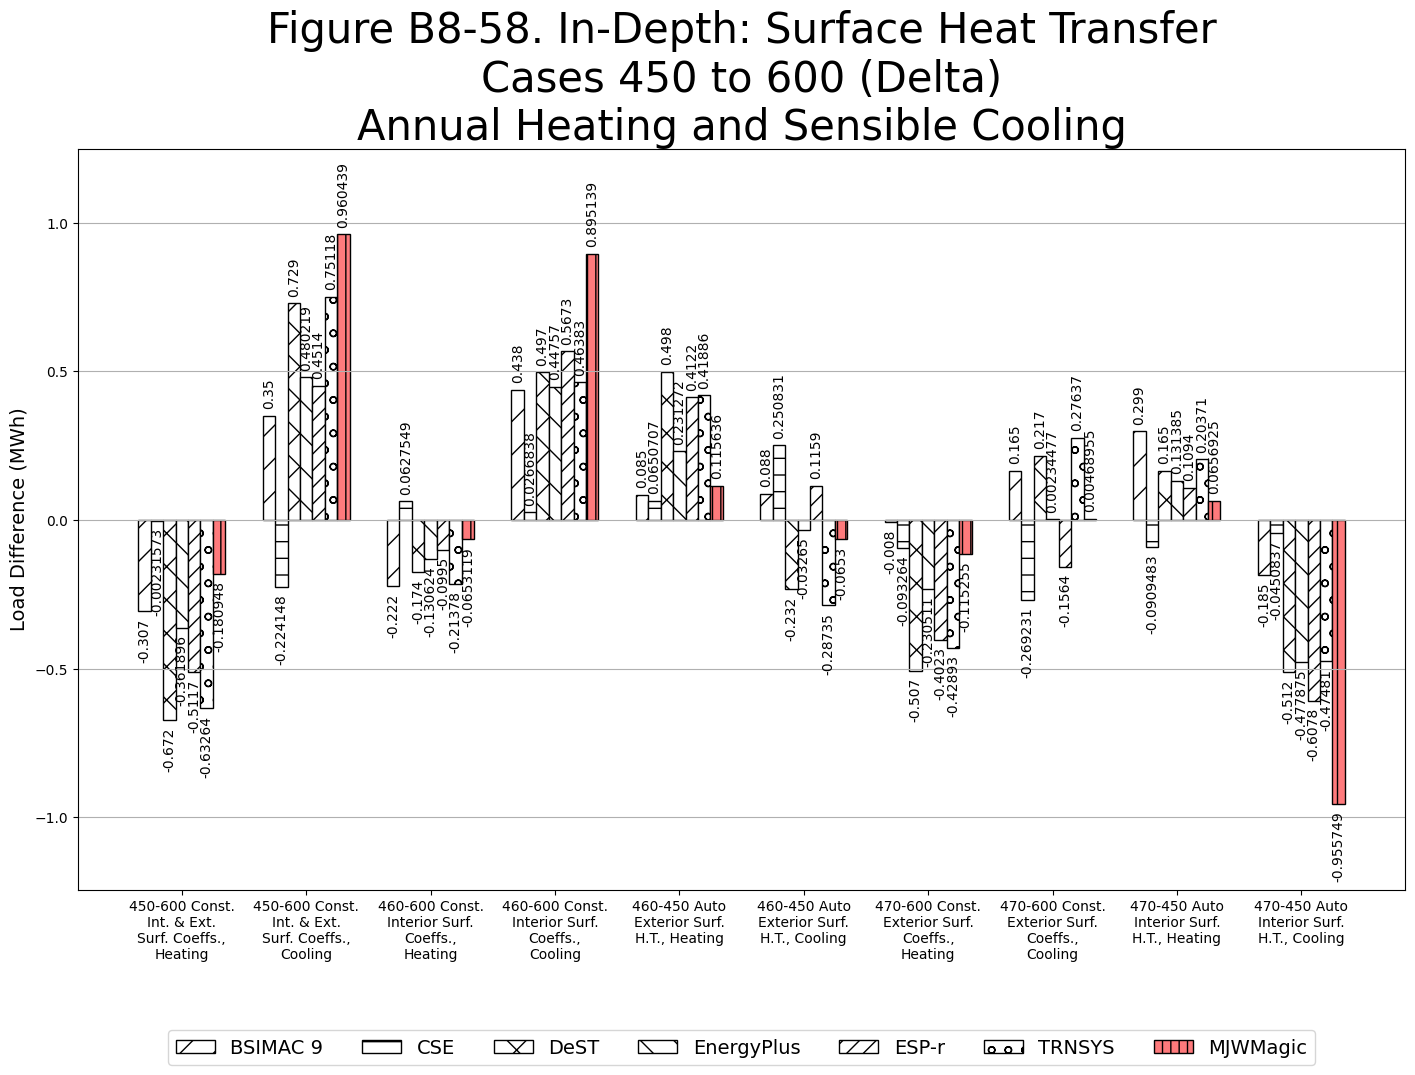 Figure B8-58. In-Depth: Surface Heat Transfer
Cases 450 to 600 (Delta)
Annual Heating and Sensible Cooling
Load Difference (MWh)
1.0
0.5
0.0
−0.5
−1.0
-0.307
-0.00231573
-0.672
-0.361896
-0.5117
-0.63264
-0.180948
0.35
-0.224148
0.729
0.480219
0.4514
0.75118
0.960439
-0.222
0.0627549
-0.174
-0.130624
-0.0995
-0.21378
-0.0653119
0.438
0.0266838
0.497
0.44757
0.5673
0.46383
0.895139
0.085
0.0650707
0.498
0.231272
0.4122
0.41886
0.115636
0.088
0.250831
-0.232
-0.03265
0.1159
-0.28735
-0.0653
-0.008
-0.093264
-0.507
-0.230511
-0.4023
-0.42893
-0.115255
0.165
-0.269231
0.217
0.00234477
-0.1564
0.27637
0.00468955
0.299
-0.0909483
0.165
0.131385
0.1094
0.20371
0.0656925
-0.185
-0.0450837
-0.512
-0.477875
-0.6078
-0.47481
-0.955749
450-600 Const.
Int. & Ext.
Surf. Coeffs.,
Heating
450-600 Const.
Int. & Ext.
Surf. Coeffs.,
Cooling
460-600 Const.
Interior Surf.
Coeffs.,
Heating
460-600 Const.
Interior Surf.
Coeffs.,
Cooling
460-450 Auto
Exterior Surf.
H.T., Heating
460-450 Auto
Exterior Surf.
H.T., Cooling
470-600 Const.
Exterior Surf.
Coeffs.,
Heating
470-600 Const.
Exterior Surf.
Coeffs.,
Cooling
470-450 Auto
Interior Surf.
H.T., Heating
470-450 Auto
Interior Surf.
H.T., Cooling
BSIMAC 9
CSE
DeST
EnergyPlus
ESP-r
TRNSYS
MJWMagic